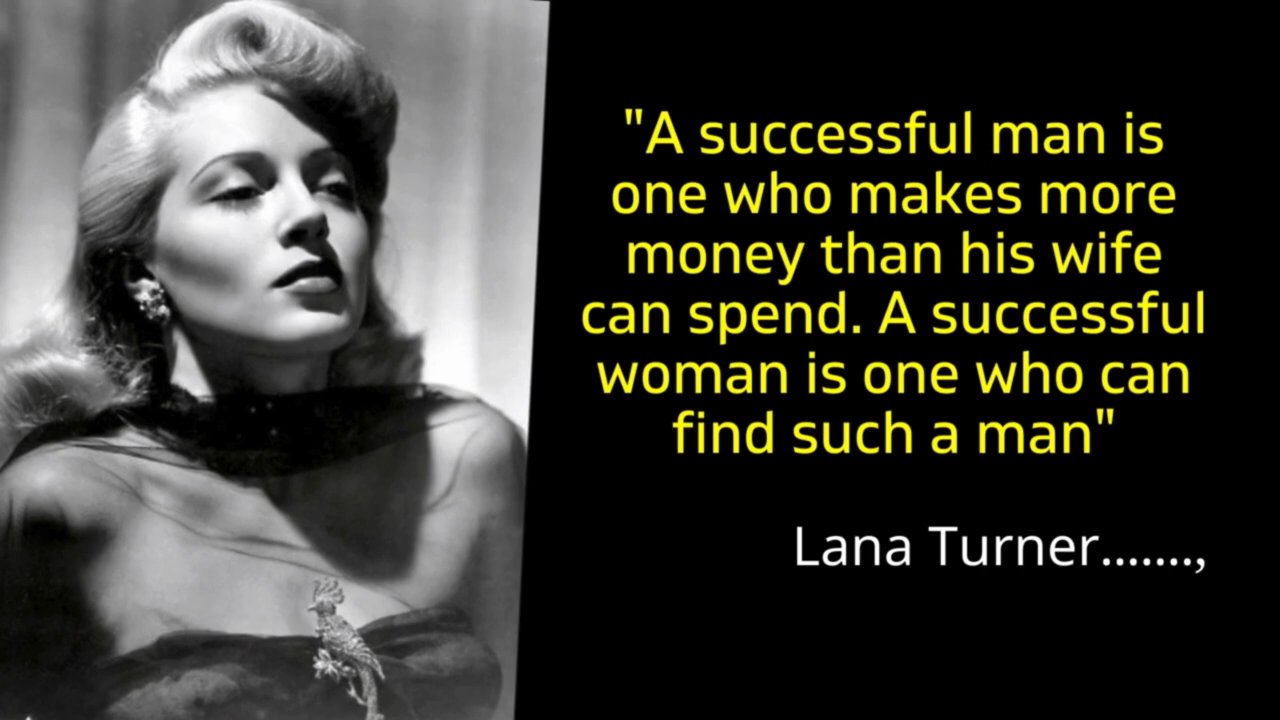 "A successful man is
one who makes more
money than his wife
can spend. A successful
woman is one who can
find such a man"
Lana Turner.......,